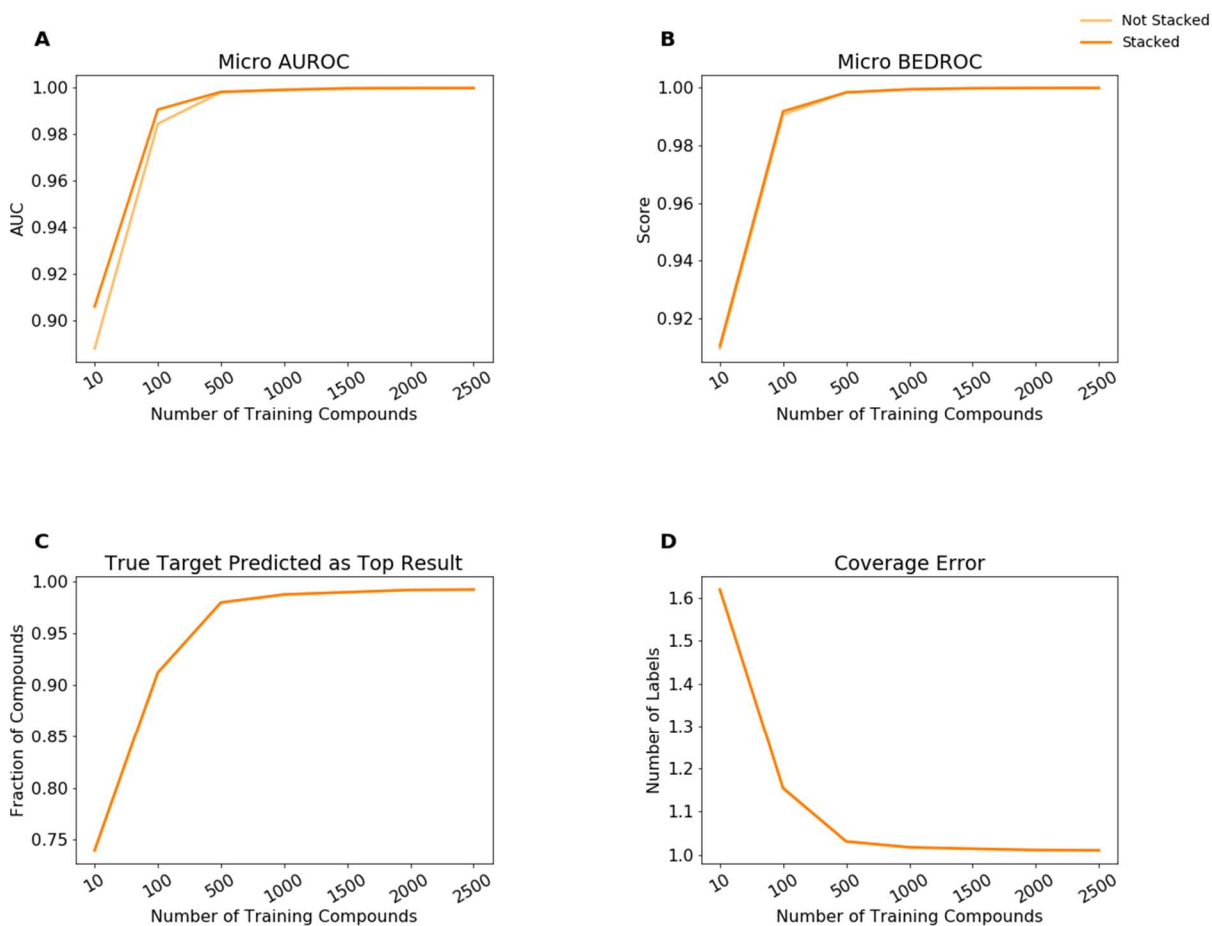 Not Stacked
Stacked
A
Micro AUROC
1.00
0.98
0.96
0.94
0.92
0.90
AUC
10
100
500
1000
1500
2000
2500
Number of Training Compounds
B
Micro BEDROC
1.00
0.98
0.96
0.94
0.92
Score
10
100
500
1000
1500
2000
2500
Number of Training Compounds
C
True Target Predicted as Top Result
1.00
0.95
0.90
0.85
0.80
0.75
Fraction of Compounds
10
100
500
1000
1500
2000
2500
Number of Training Compounds
D
Coverage Error
1.6
1.5
1.4
1.3
1.2
1.1
1.0
Number of Labels
10
100
500
1000
1500
2000
2500
Number of Training Compounds